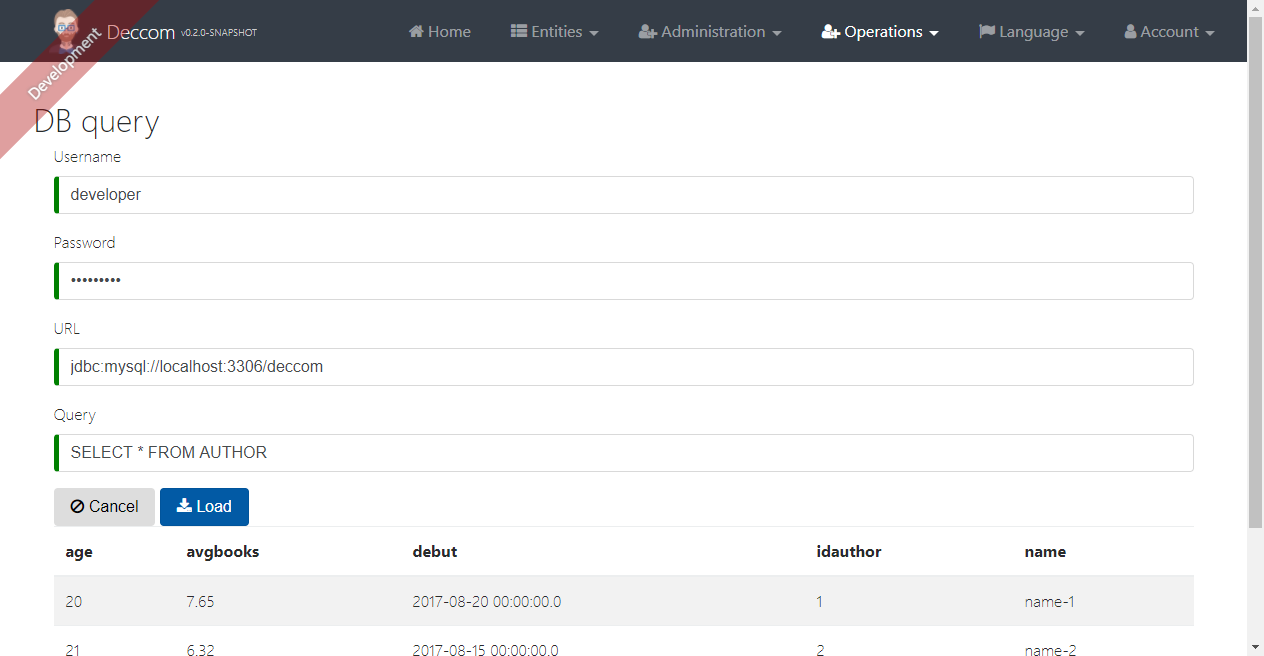 Deccom v0.2.0-SNAPSHOT Home Entities Administration Operations Language Account
Development
DB query
Username
developer
Password
•••••••••
URL
jdbc:mysql://localhost:3306/deccom
Query
SELECT * FROM AUTHOR
Cancel Load
age avgbooks debut idauthor name
20 7.65 2017-08-20 00:00:00.0 1 name-1
21 6.32 2017-08-15 00:00:00.0 2 name-2